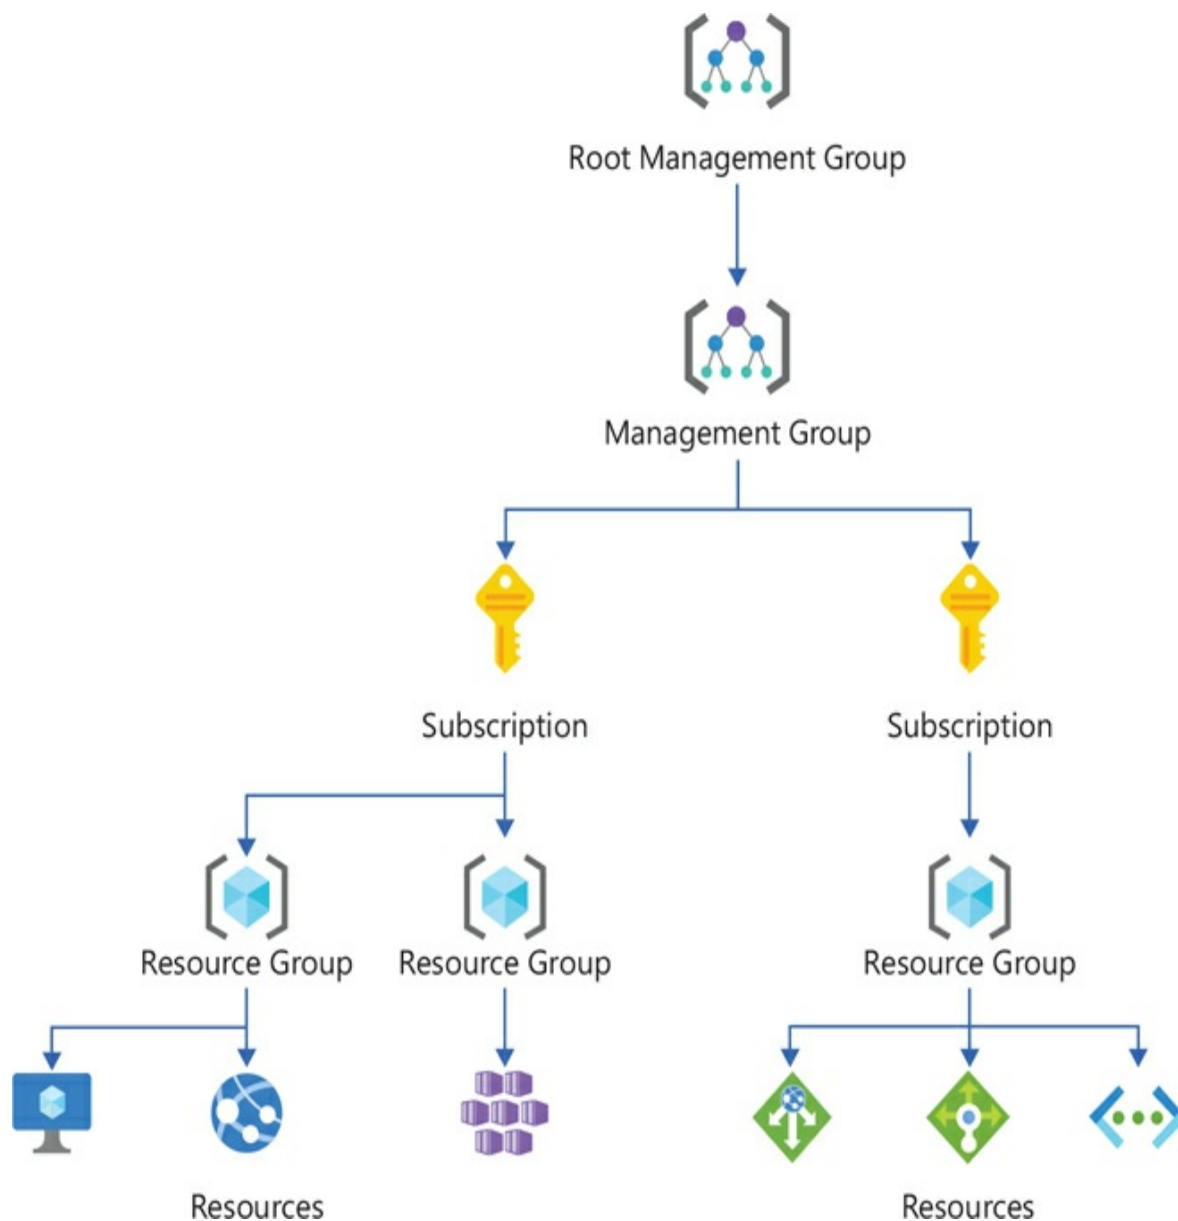 Root Management Group
Management Group
Subscription
Subscription
Resource Group
Resource Group
Resource Group
Resources
Resources